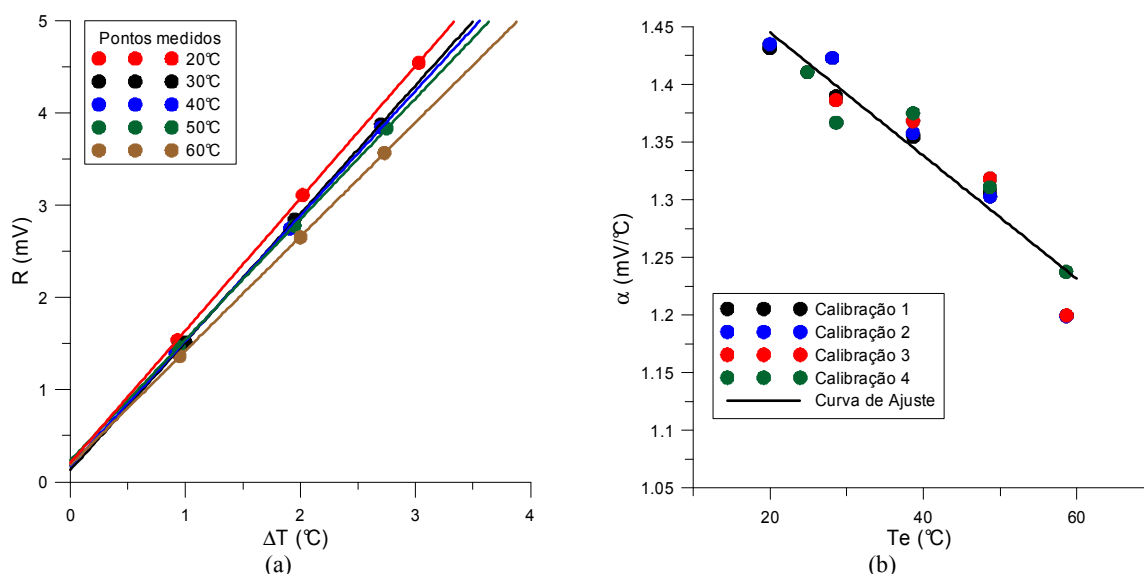 5
4
3
2
1
0
R (mV)
Pontos medidos
20°C
30°C
40°C
50°C
60°C
0
1
2
3
4
ΔT (°C)
(a)
1.45
1.4
1.35
1.3
1.25
1.2
1.15
1.1
1.05
α (mV/°C)
Calibração 1
Calibração 2
Calibração 3
Calibração 4
Curva de Ajuste
20
40
60
Te (°C)
(b)